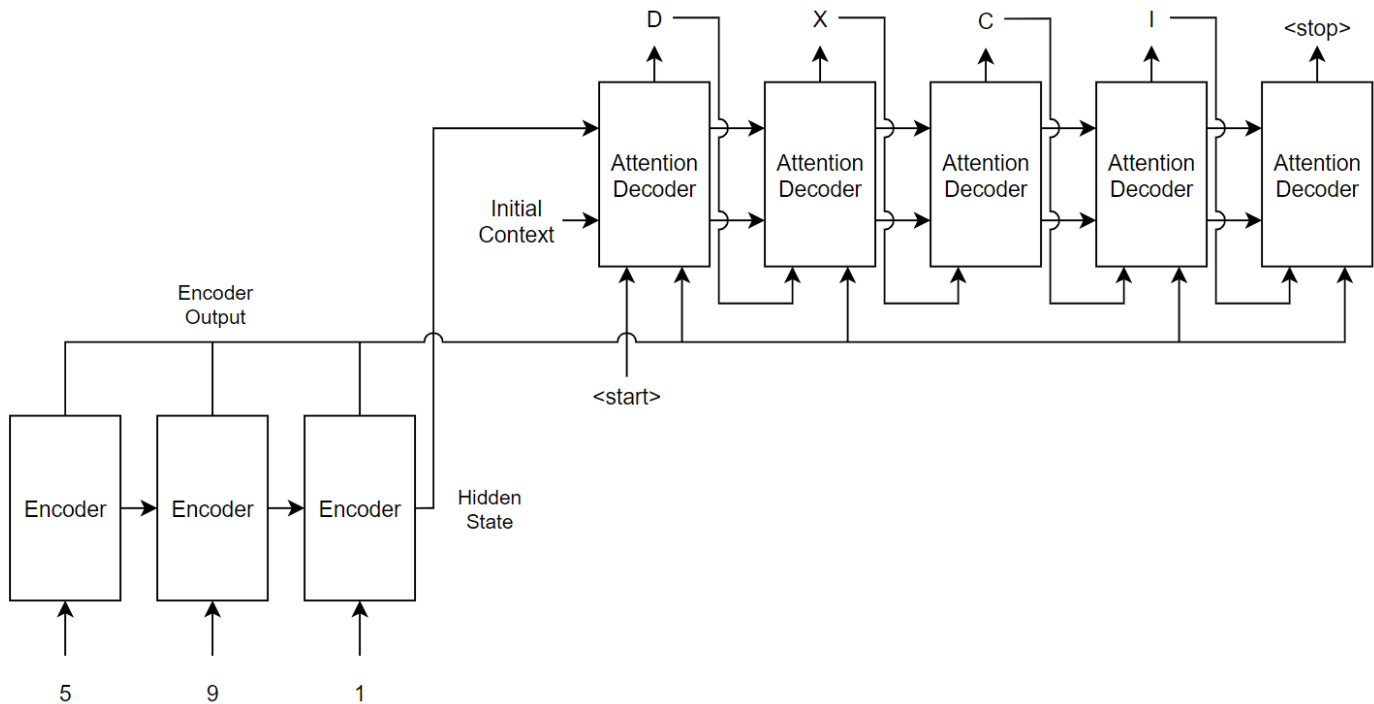 D
X
C
I
<stop>
Attention
Decoder
Attention
Decoder
Attention
Decoder
Attention
Decoder
Attention
Decoder
Initial
Context
Encoder
Output
<start>
Encoder
Encoder
Encoder
Hidden
State
5
9
1